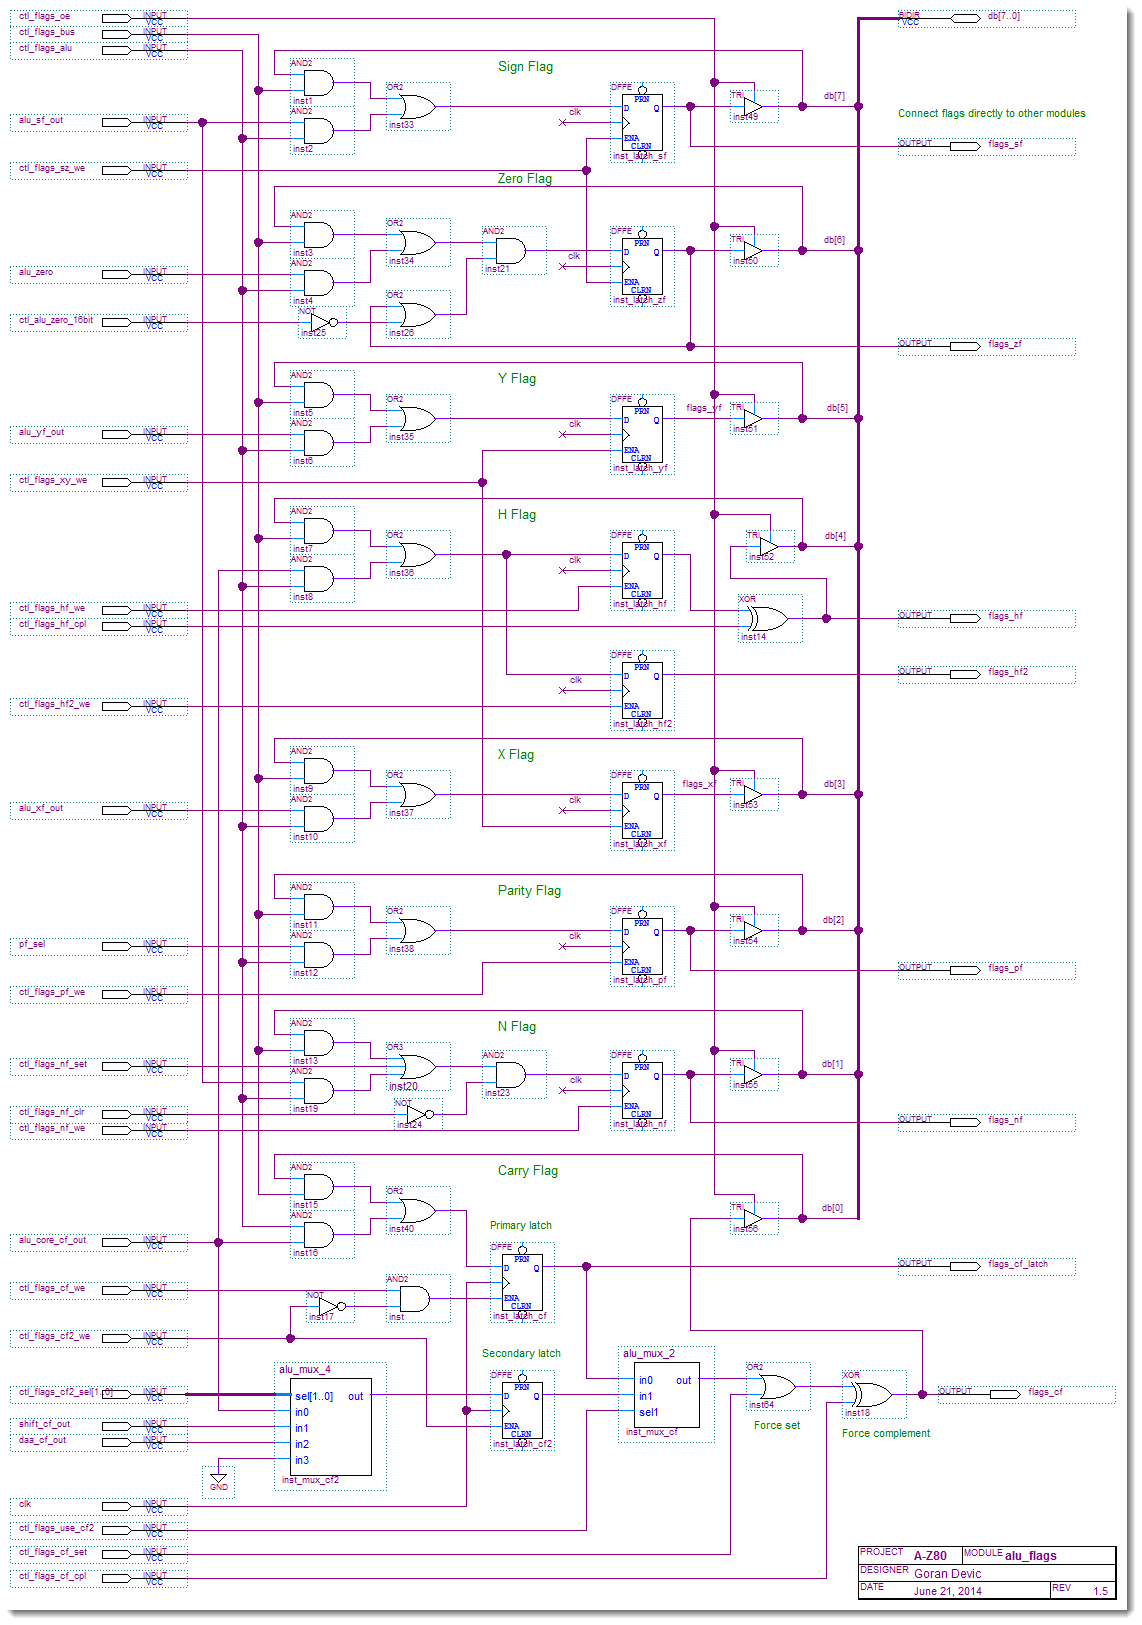 ctl_flags_oe INPUT VCC BIDIR VCC db[7..0]
ctl_flags_bus INPUT VCC
ctl_flags_alu INPUT VCC
Sign Flag
AND2 inst1 OR2 inst33 DFFE PRN D Q clk ENA CLRN inst_latch_sf TRI inst49 db[7]
AND2 inst2
alu_sf_out INPUT VCC
Connect flags directly to other modules
OUTPUT flags_sf
ctl_flags_sz_we INPUT VCC
Zero Flag
AND2 inst3 OR2 inst34 AND2 inst21 DFFE PRN D Q clk ENA CLRN inst_latch_zf TRI inst50 db[6]
alu_zero INPUT VCC
AND2 inst4
ctl_alu_zero_16bit INPUT VCC NOT inst25 OR2 inst26
OUTPUT flags_zf
Y Flag
AND2 inst5 OR2 inst35 DFFE PRN D Q clk ENA CLRN inst_latch_yf flags_yf TRI inst51 db[5]
alu_yf_out INPUT VCC
AND2 inst6
ctl_flags_xy_we INPUT VCC
H Flag
AND2 inst7 OR2 inst36 DFFE PRN D Q clk ENA CLRN inst_latch_hf TRI inst52 db[4]
AND2 inst8
ctl_flags_hf_we INPUT VCC
ctl_flags_hf_cpl INPUT VCC XOR inst14 OUTPUT flags_hf
DFFE PRN D Q clk ENA CLRN inst_latch_hf2 OUTPUT flags_hf2
ctl_flags_hf2_we INPUT VCC
X Flag
AND2 inst9 OR2 inst37 DFFE PRN D Q clk ENA CLRN inst_latch_xf flags_xf TRI inst53 db[3]
alu_xf_out INPUT VCC
AND2 inst10
Parity Flag
AND2 inst11 OR2 inst38 DFFE PRN D Q clk ENA CLRN inst_latch_pf TRI inst54 db[2]
pf_sel INPUT VCC
AND2 inst12
OUTPUT flags_pf
ctl_flags_pf_we INPUT VCC
N Flag
AND2 inst13 OR3 inst20 AND2 inst23 DFFE PRN D Q clk ENA CLRN inst_latch_nf TRI inst55 db[1]
ctl_flags_nf_set INPUT VCC
AND2 inst19
ctl_flags_nf_clr INPUT VCC NOT inst24
ctl_flags_nf_we INPUT VCC
OUTPUT flags_nf
Carry Flag
AND2 inst15 OR2 inst40 TRI inst56 db[0]
AND2 inst16
Primary latch
alu_core_cf_out INPUT VCC
DFFE PRN D Q ENA CLRN inst_latch_cf OUTPUT flags_cf_latch
ctl_flags_cf_we INPUT VCC NOT inst17 AND2 inst
ctl_flags_cf2_we INPUT VCC
Secondary latch
alu_mux_4 sel[1..0] out in0 in1 in2 in3 inst_mux_cf2
DFFE PRN D Q ENA CLRN inst_latch_cf2
alu_mux_2 in0 out in1 sel1 inst_mux_cf
OR2 inst64 XOR inst18 OUTPUT flags_cf
ctl_flags_cf2_sel[1..0] INPUT VCC
Force set
Force complement
shift_cf_out INPUT VCC
daa_cf_out INPUT VCC
GND
clk INPUT VCC
ctl_flags_use_cf2 INPUT VCC
ctl_flags_cf_set INPUT VCC
ctl_flags_cf_cpl INPUT VCC
PROJECT A-Z80 MODULE alu_flags
DESIGNER Goran Devic
DATE June 21, 2014 REV 1.5